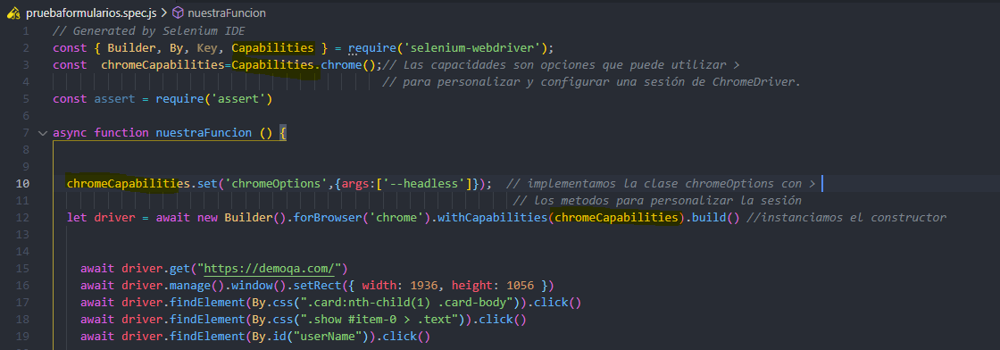 pruebaformularios.spec.js > nuestraFuncion
1 // Generated by Selenium IDE
2 const { Builder, By, Key, Capabilities } = require('selenium-webdriver');
3 const  chromeCapabilities=Capabilities.chrome();// Las capacidades son opciones que puede utilizar >
4 // para personalizar y configurar una sesión de ChromeDriver.
5 const assert = require('assert')
6
7 async function nuestraFuncion () {
8
9
10 chromeCapabilities.set('chromeOptions',{args:['--headless']});  // implementamos la clase chromeOptions con >
11 // los metodos para personalizar la sesión
12 let driver = await new Builder().forBrowser('chrome').withCapabilities(chromeCapabilities).build() //instanciamos el constructor
13
14
15 await driver.get("https://demoqa.com/")
16 await driver.manage().window().setRect({ width: 1936, height: 1056 })
17 await driver.findElement(By.css(".card:nth-child(1) .card-body")).click()
18 await driver.findElement(By.css(".show #item-0 > .text")).click()
19 await driver.findElement(By.id("userName")).click()